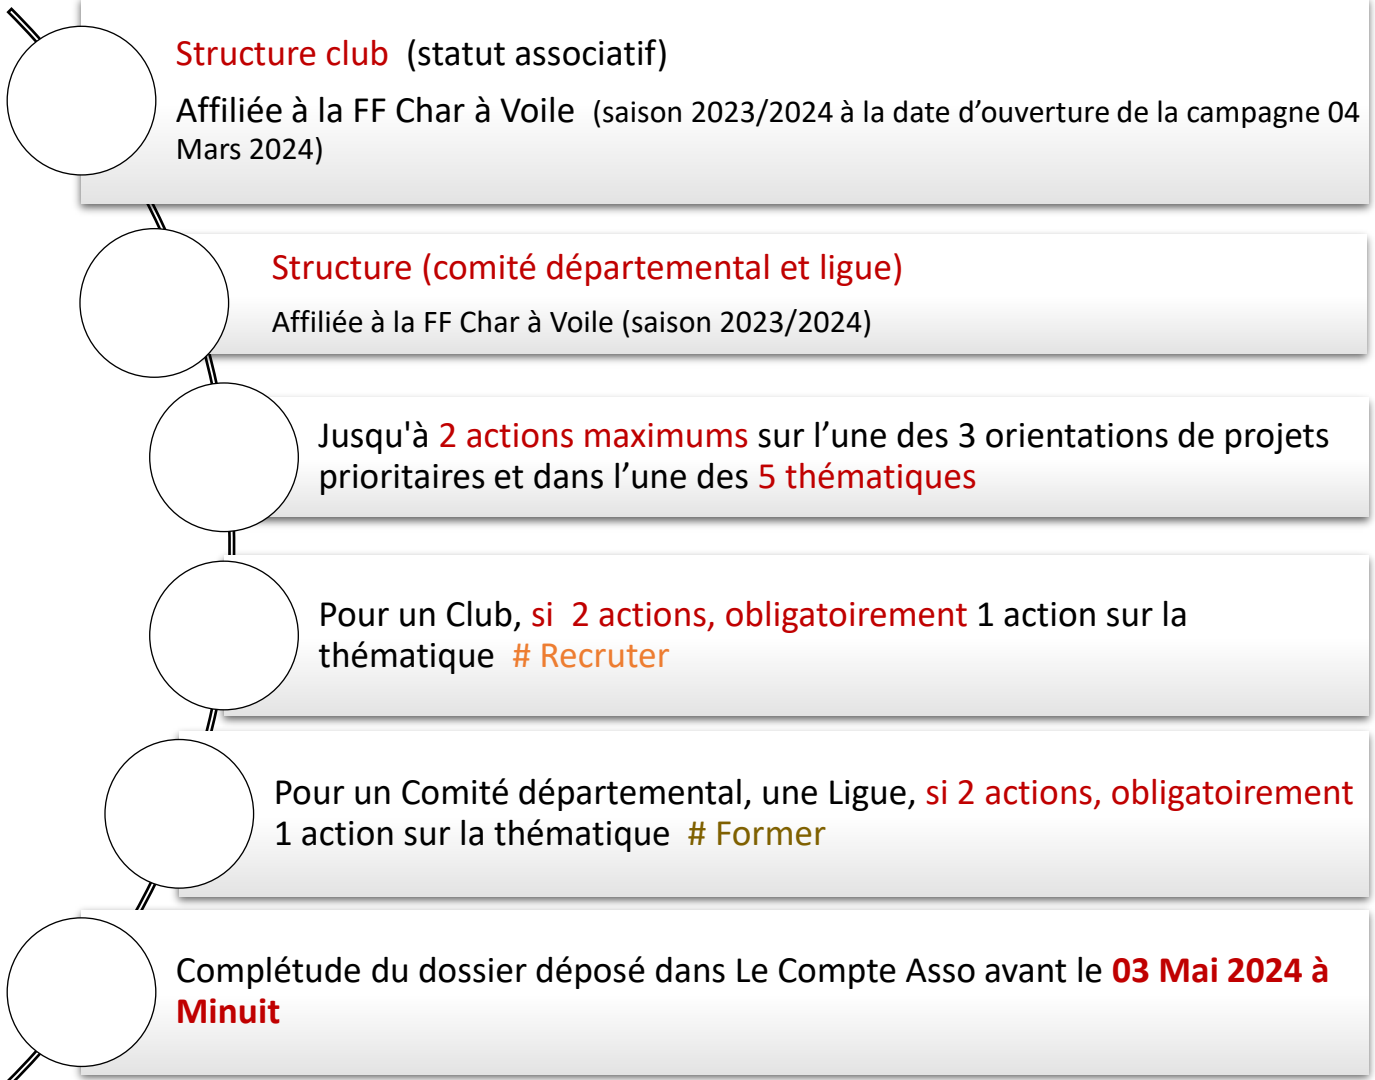 Structure club  (statut associatif)
Affiliée à la FF Char à Voile  (saison 2023/2024 à la date d’ouverture de la campagne 04
Mars 2024)
Structure (comité départemental et ligue)
Affiliée à la FF Char à Voile (saison 2023/2024)
Jusqu'à 2 actions maximums sur l’une des 3 orientations de projets
prioritaires et dans l’une des 5 thématiques
Pour un Club, si  2 actions, obligatoirement 1 action sur la
thématique  # Recruter
Pour un Comité départemental, une Ligue, si 2 actions, obligatoirement
1 action sur la thématique  # Former
Complétude du dossier déposé dans Le Compte Asso avant le 03 Mai 2024 à
Minuit